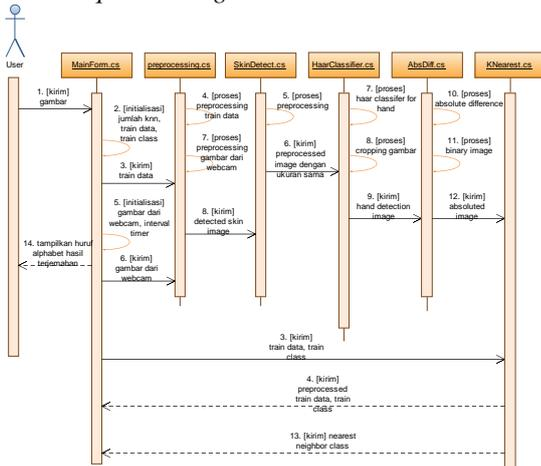 User
MainForm.cs
preprocessing.cs
SkinDetect.cs
HaarClassifier.cs
AbsDiff.cs
KNearest.cs
1. [kirim]
gambar
2. [initialisasi]
jumlah knn,
train data,
train class
3. [kirim]
train data
5. [initialisasi]
gambar dari
webcam, interval
timer
6. [kirim]
gambar dari
webcam
14. tampilkan huruf
alphabet hasil
terjemahan
4. [proses]
preprocessing
train data
7. [proses]
preprocessing
gambar dari
webcam
8. [kirim]
detected skin
image
5. [proses]
preprocessing
6. [kirim]
preprocessed
image dengan
ukuran sama
7. [proses]
haar classifer for
hand
8. [proses]
cropping gambar
9. [kirim]
hand detection
image
10. [proses]
absolute difference
11. [proses]
binary image
12. [kirim]
absoluted
image
3. [kirim]
train data, train
class
4. [kirim]
preprocessed
train data, train
class
13. [kirim] nearest
neighbor class